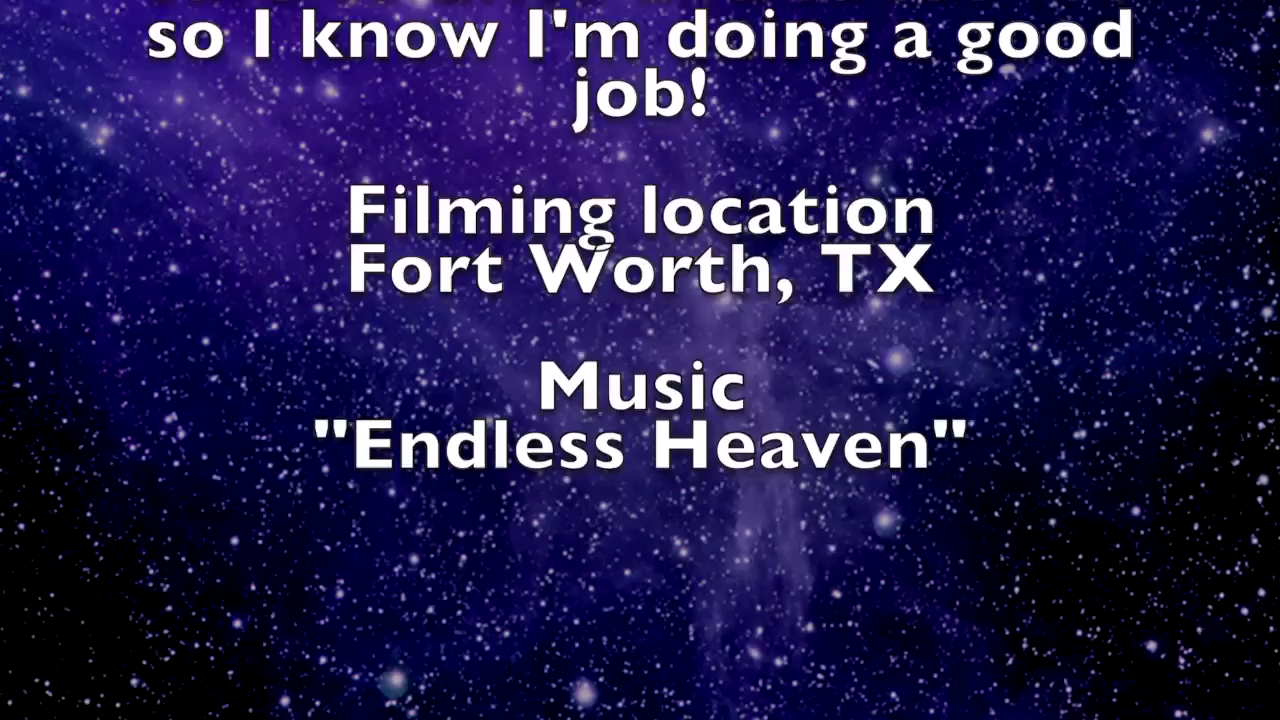 so I know I'm doing a good
job!
Filming location
Fort Worth, TX
Music
"Endless Heaven"